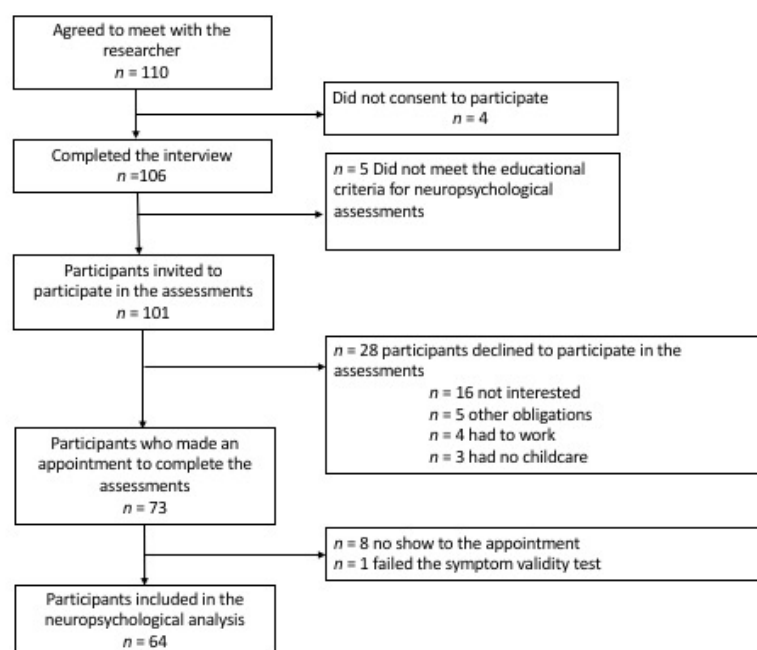 Agreed to meet with the
researcher
n = 110
Did not consent to participate
n = 4
Completed the interview
n =106
n = 5 Did not meet the educational
criteria for neuropsychological
assessments
Participants invited to
participate in the assessments
n = 101
n = 28 participants declined to participate in the
assessments
n = 16 not interested
n = 5 other obligations
n = 4 had to work
n = 3 had no childcare
Participants who made an
appointment to complete the
assessments
n = 73
n = 8 no show to the appointment
n = 1 failed the symptom validity test
Participants included in the
neuropsychological analysis
n = 64